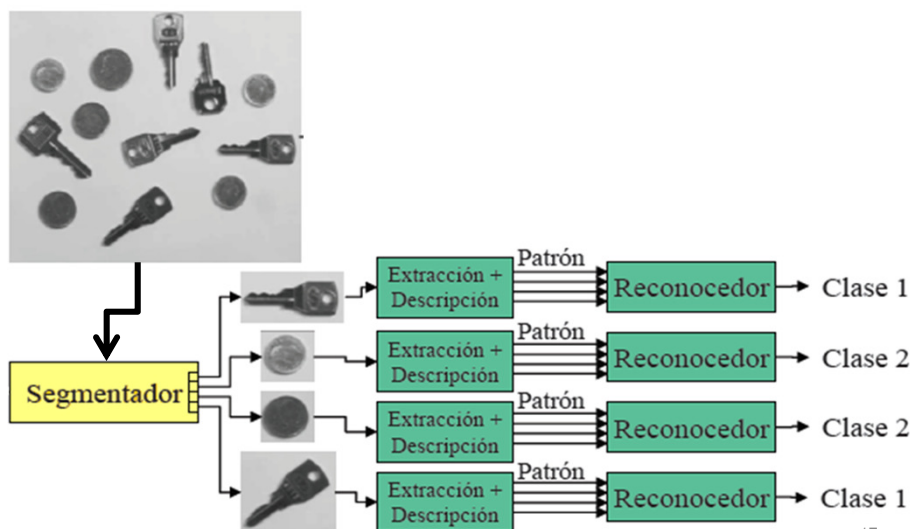 Patrón
Extracción +
Descripción
Reconocedor
Clase 1
Patrón
Extracción +
Descripción
Reconocedor
Clase 2
Segmentador
Patrón
Extracción +
Descripción
Reconocedor
Clase 2
Patrón
Extracción +
Descripción
Reconocedor
Clase 1